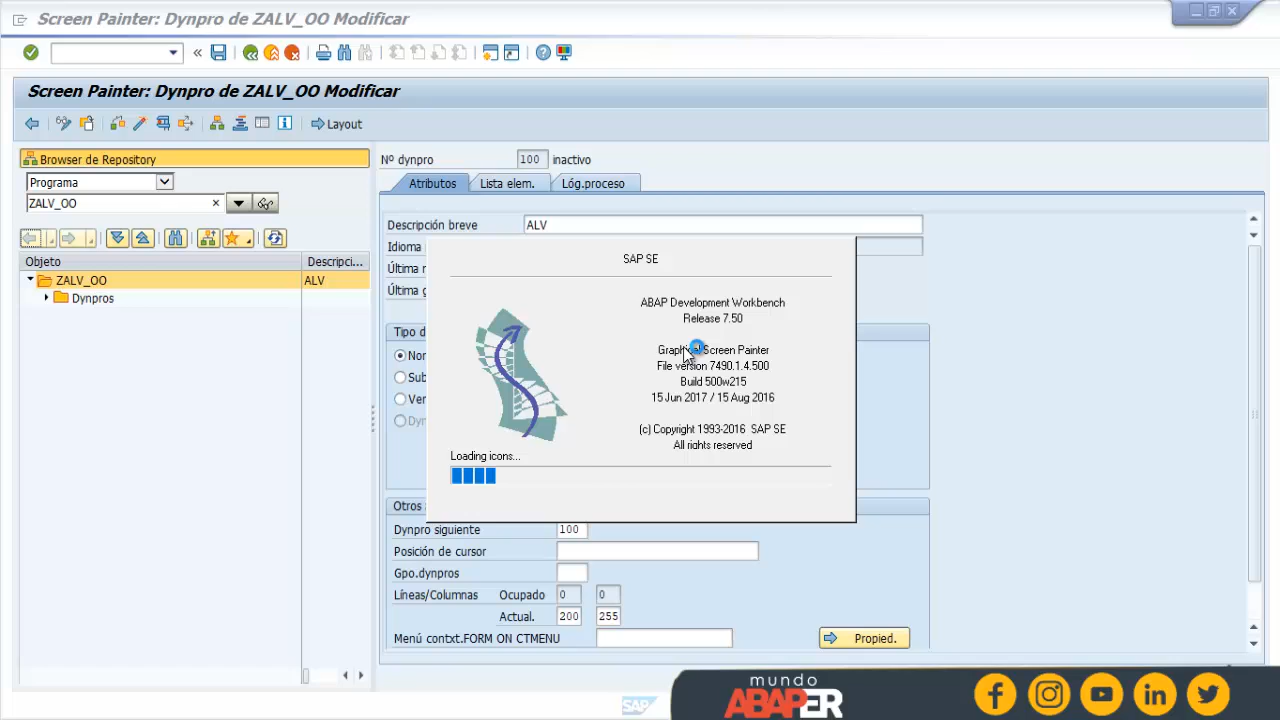 Screen Painter: Dynpro de ZALV_OO Modificar
Screen Painter: Dynpro de ZALV_OO Modificar
Layout
Browser de Repository
Programa
ZALV_OO
Objeto Descripci...
ZALV_OO ALV
Dynpros
Nº dynpro 100 inactivo
Atributos Lista elem. Lóg.proceso
Descripción breve ALV
Idioma
Última
Última
Tipo d
Nor
Sub
Ver
Dyn
SAP SE
ABAP Development Workbench
Release 7.50
Graphical Screen Painter
File version 7490.1.4.500
Build 500w215
15 Jun 2017 / 15 Aug 2016
(c) Copyright 1993-2016 SAP SE
All rights reserved
Loading icons...
Otros
Dynpro siguiente 100
Posición de cursor
Gpo.dynpros
Líneas/Columnas Ocupado 0 0
Actual. 200 255
Menú contxt.FORM ON CTMENU
Propied.
SAP
mundo
ABAPER